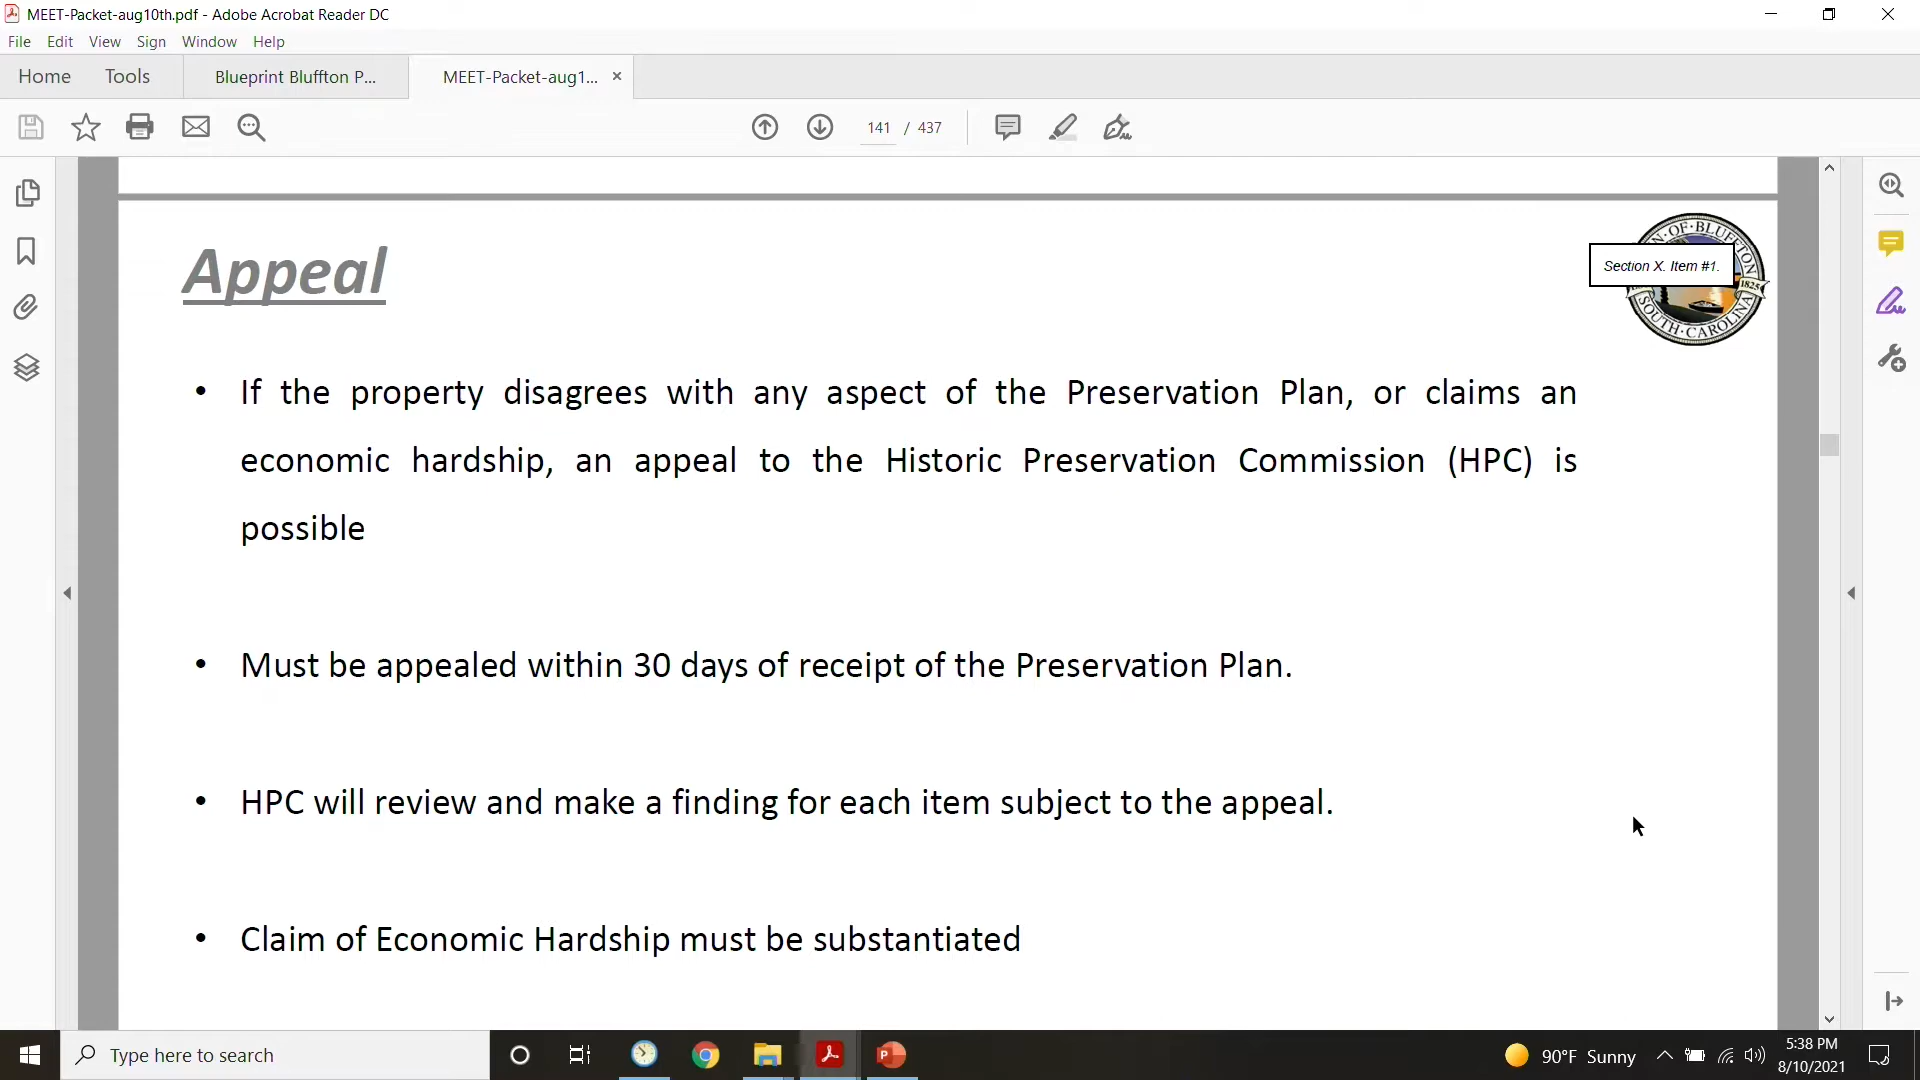 MEET-Packet-aug10th.pdf - Adobe Acrobat Reader DC
File Edit View Sign Window Help
Home Tools Blueprint Bluffton P... MEET-Packet-aug1... ×
141 / 437
Appeal
OF BLUFFTON
Section X. Item #1.
1825
SOUTH CAROLINA
• If the property disagrees with any aspect of the Preservation Plan, or claims an
economic hardship, an appeal to the Historic Preservation Commission (HPC) is
possible
• Must be appealed within 30 days of receipt of the Preservation Plan.
• HPC will review and make a finding for each item subject to the appeal.
• Claim of Economic Hardship must be substantiated
Type here to search
90°F Sunny
5:38 PM
8/10/2021